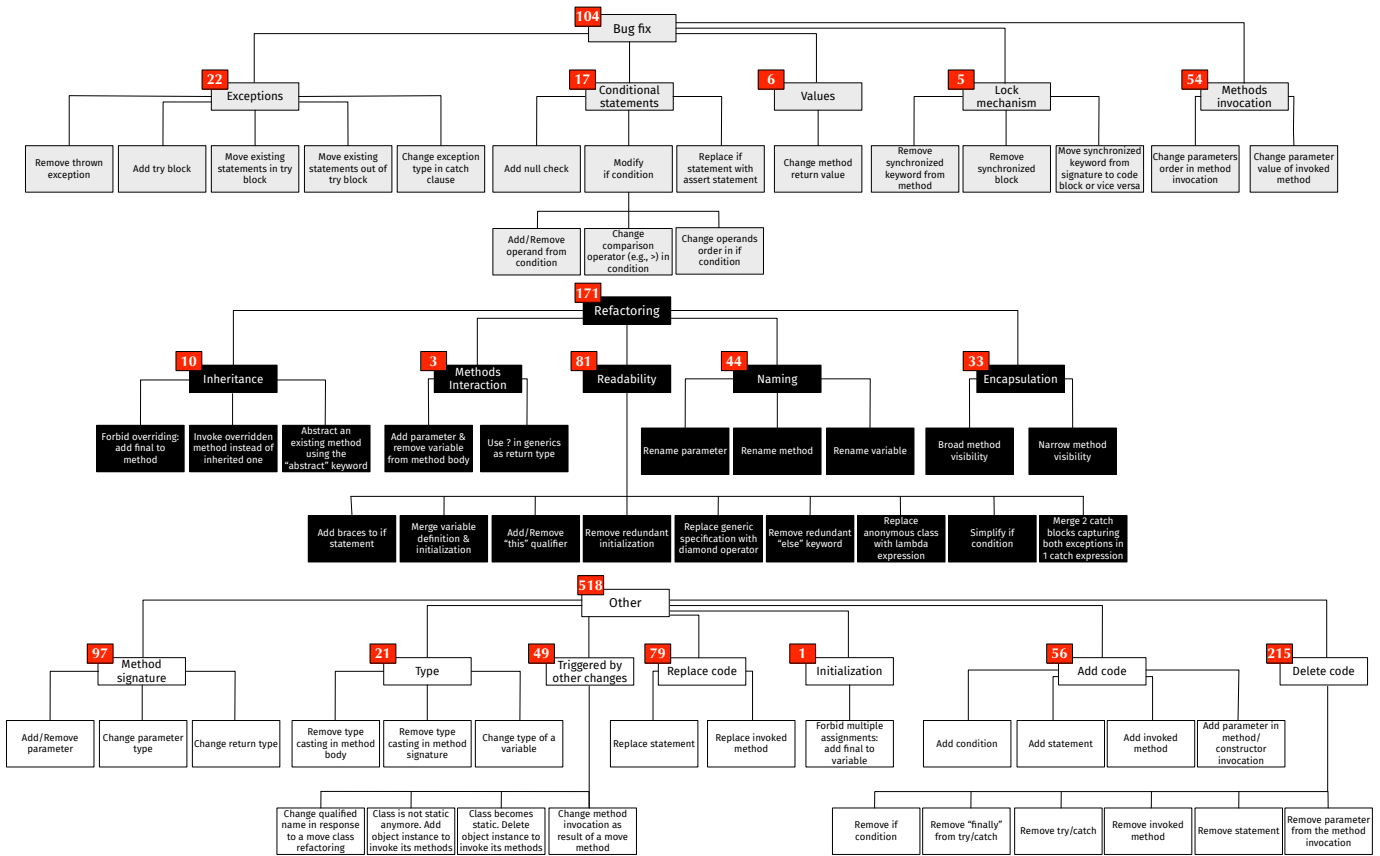 104
Bug fix
22
Exceptions
17
Conditional
statements
6
Values
5
Lock
mechanism
54
Methods
invocation
Remove thrown
exception
Add try block
Move existing
statements in try
block
Move existing
statements out of
try block
Change exception
type in catch
clause
Add null check
Modify
if condition
Replace if
statement with
assert statement
Change method
return value
Remove
synchronized
keyword from
method
Remove
synchronized
block
Move synchronized
keyword from
signature to code
block or vice versa
Change parameters
order in method
invocation
Change parameter
value of invoked
method
Add/Remove
operand from
condition
Change
comparison
operator (e.g., >) in
condition
Change operands
order in if
condition
171
Refactoring
10
Inheritance
3
Methods
Interaction
81
Readability
44
Naming
33
Encapsulation
Forbid overriding:
add final to
method
Invoke overridden
method instead of
inherited one
Abstract an
existing method
using the
“abstract” keyword
Add parameter &
remove variable
from method body
Use ? in generics
as return type
Rename parameter
Rename method
Rename variable
Broad method
visibility
Narrow method
visibility
Add braces to if
statement
Merge variable
definition &
initialization
Add/Remove
“this” qualifier
Remove redundant
initialization
Replace generic
specification with
diamond operator
Remove redundant
“else” keyword
Replace
anonymous class
with lambda
expression
Simplify if
condition
Merge 2 catch
blocks capturing
both exceptions in
1 catch expression
518
Other
97
Method
signature
21
Type
49
Triggered by
other changes
79
Replace code
1
Initialization
56
Add code
215
Delete code
Add/Remove
parameter
Change parameter
type
Change return type
Remove type
casting in method
body
Remove type
casting in method
signature
Change type of a
variable
Replace statement
Replace invoked
method
Forbid multiple
assignments:
add final to
variable
Add condition
Add statement
Add invoked
method
Add parameter in
method/
constructor
invocation
Change qualified
name in response
to a move class
refactoring
Class is not static
anymore. Add
object instance to
invoke its methods
Class becomes
static. Delete
object instance to
invoke its methods
Change method
invocation as
result of a move
method
Remove if
condition
Remove “finally”
from try/catch
Remove try/catch
Remove invoked
method
Remove statement
Remove parameter
from the method
invocation